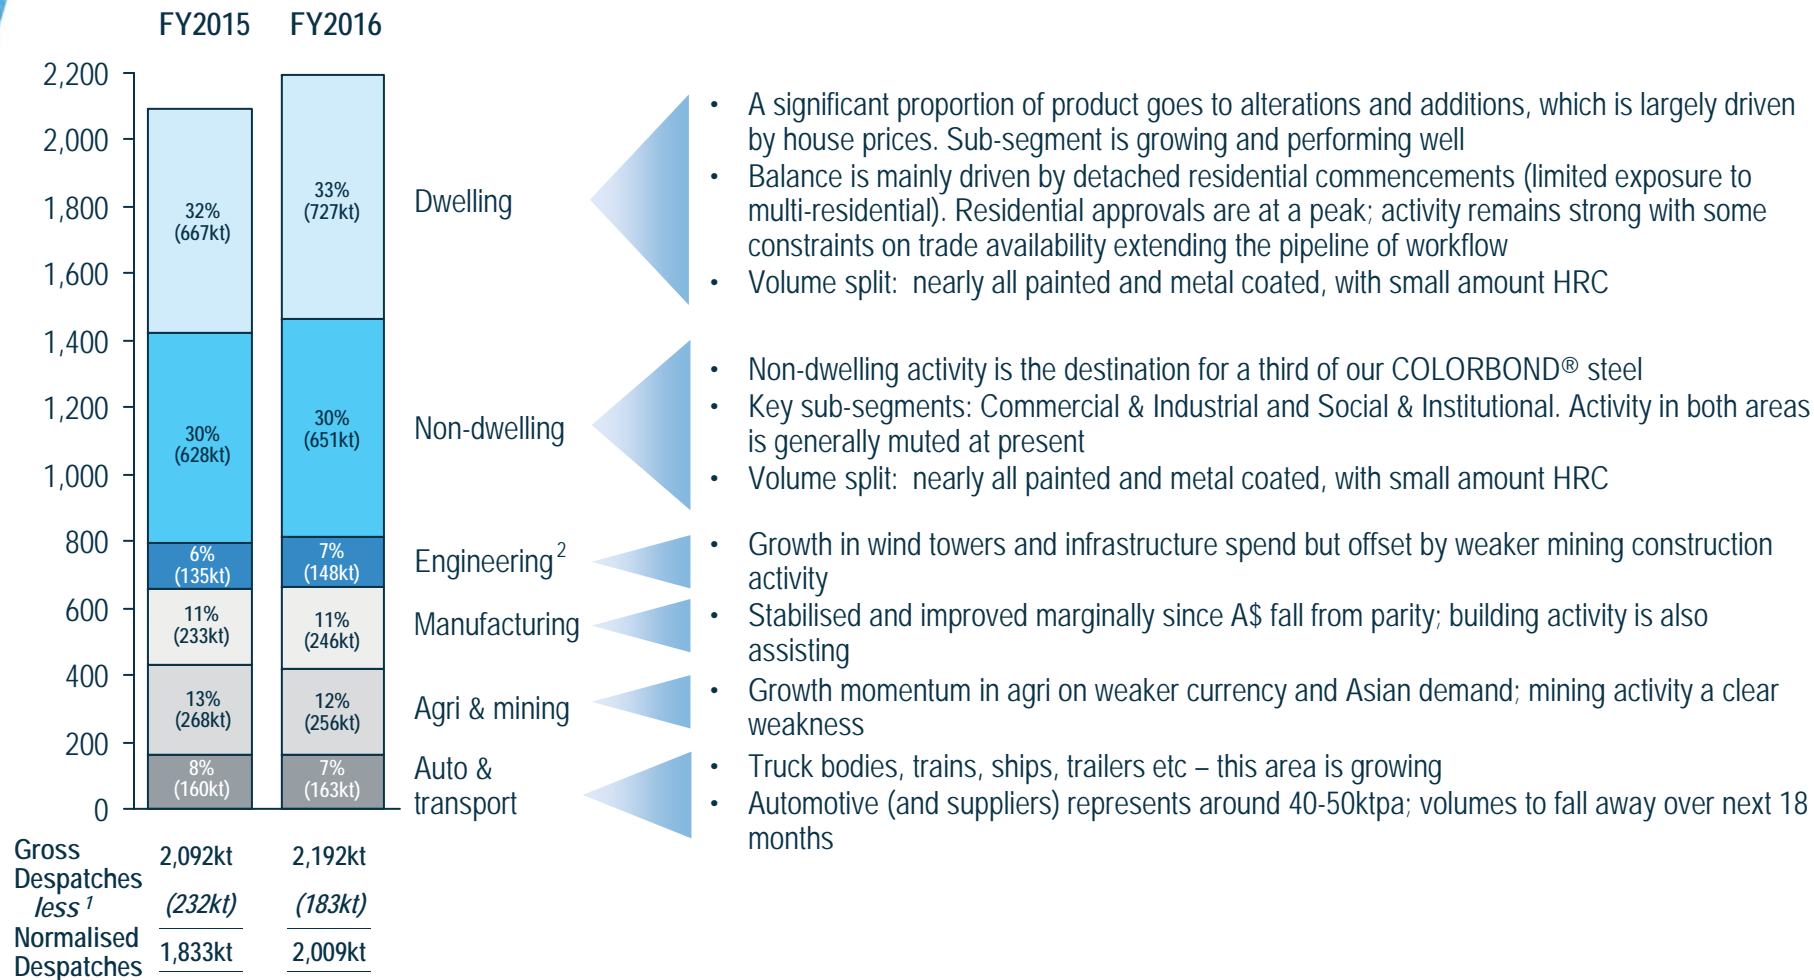 FY2015 FY2016
2,200
2,000
1,800
1,600
1,400
1,200
1,000
800
600
400
200
0
32%
(667kt)
30%
(628kt)
6%
(135kt)
11%
(233kt)
13%
(268kt)
8%
(160kt)
33%
(727kt)
30%
(651kt)
7%
(148kt)
11%
(246kt)
12%
(256kt)
7%
(163kt)
Dwelling
• A significant proportion of product goes to alterations and additions, which is largely driven
by house prices. Sub-segment is growing and performing well
• Balance is mainly driven by detached residential commencements (limited exposure to
multi-residential). Residential approvals are at a peak; activity remains strong with some
constraints on trade availability extending the pipeline of workflow
• Volume split: nearly all painted and metal coated, with small amount HRC
Non-dwelling
• Non-dwelling activity is the destination for a third of our COLORBOND® steel
• Key sub-segments: Commercial & Industrial and Social & Institutional. Activity in both areas
is generally muted at present
• Volume split: nearly all painted and metal coated, with small amount HRC
Engineering²
• Growth in wind towers and infrastructure spend but offset by weaker mining construction
activity
Manufacturing
• Stabilised and improved marginally since A$ fall from parity; building activity is also
assisting
Agri & mining
• Growth momentum in agri on weaker currency and Asian demand; mining activity a clear
weakness
Auto &
transport
• Truck bodies, trains, ships, trailers etc – this area is growing
• Automotive (and suppliers) represents around 40-50ktpa; volumes to fall away over next 18
months
Gross
Despatches
2,092kt 2,192kt
less ¹ (232kt) (183kt)
Normalised
Despatches
1,833kt 2,009kt